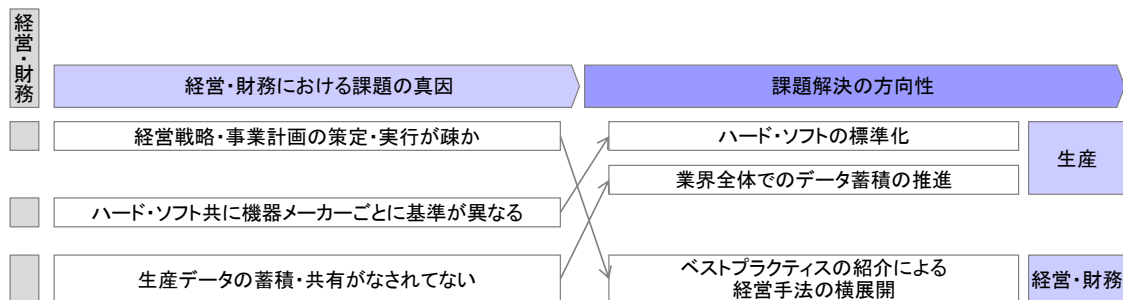 経営・財務
経営・財務における課題の真因
課題解決の方向性
経営戦略・事業計画の策定・実行が疎か
ハード・ソフトの標準化
生産
業界全体でのデータ蓄積の推進
ハード・ソフト共に機器メーカーごとに基準が異なる
生産データの蓄積・共有がなされてない
ベストプラクティスの紹介による
経営手法の横展開
経営・財務